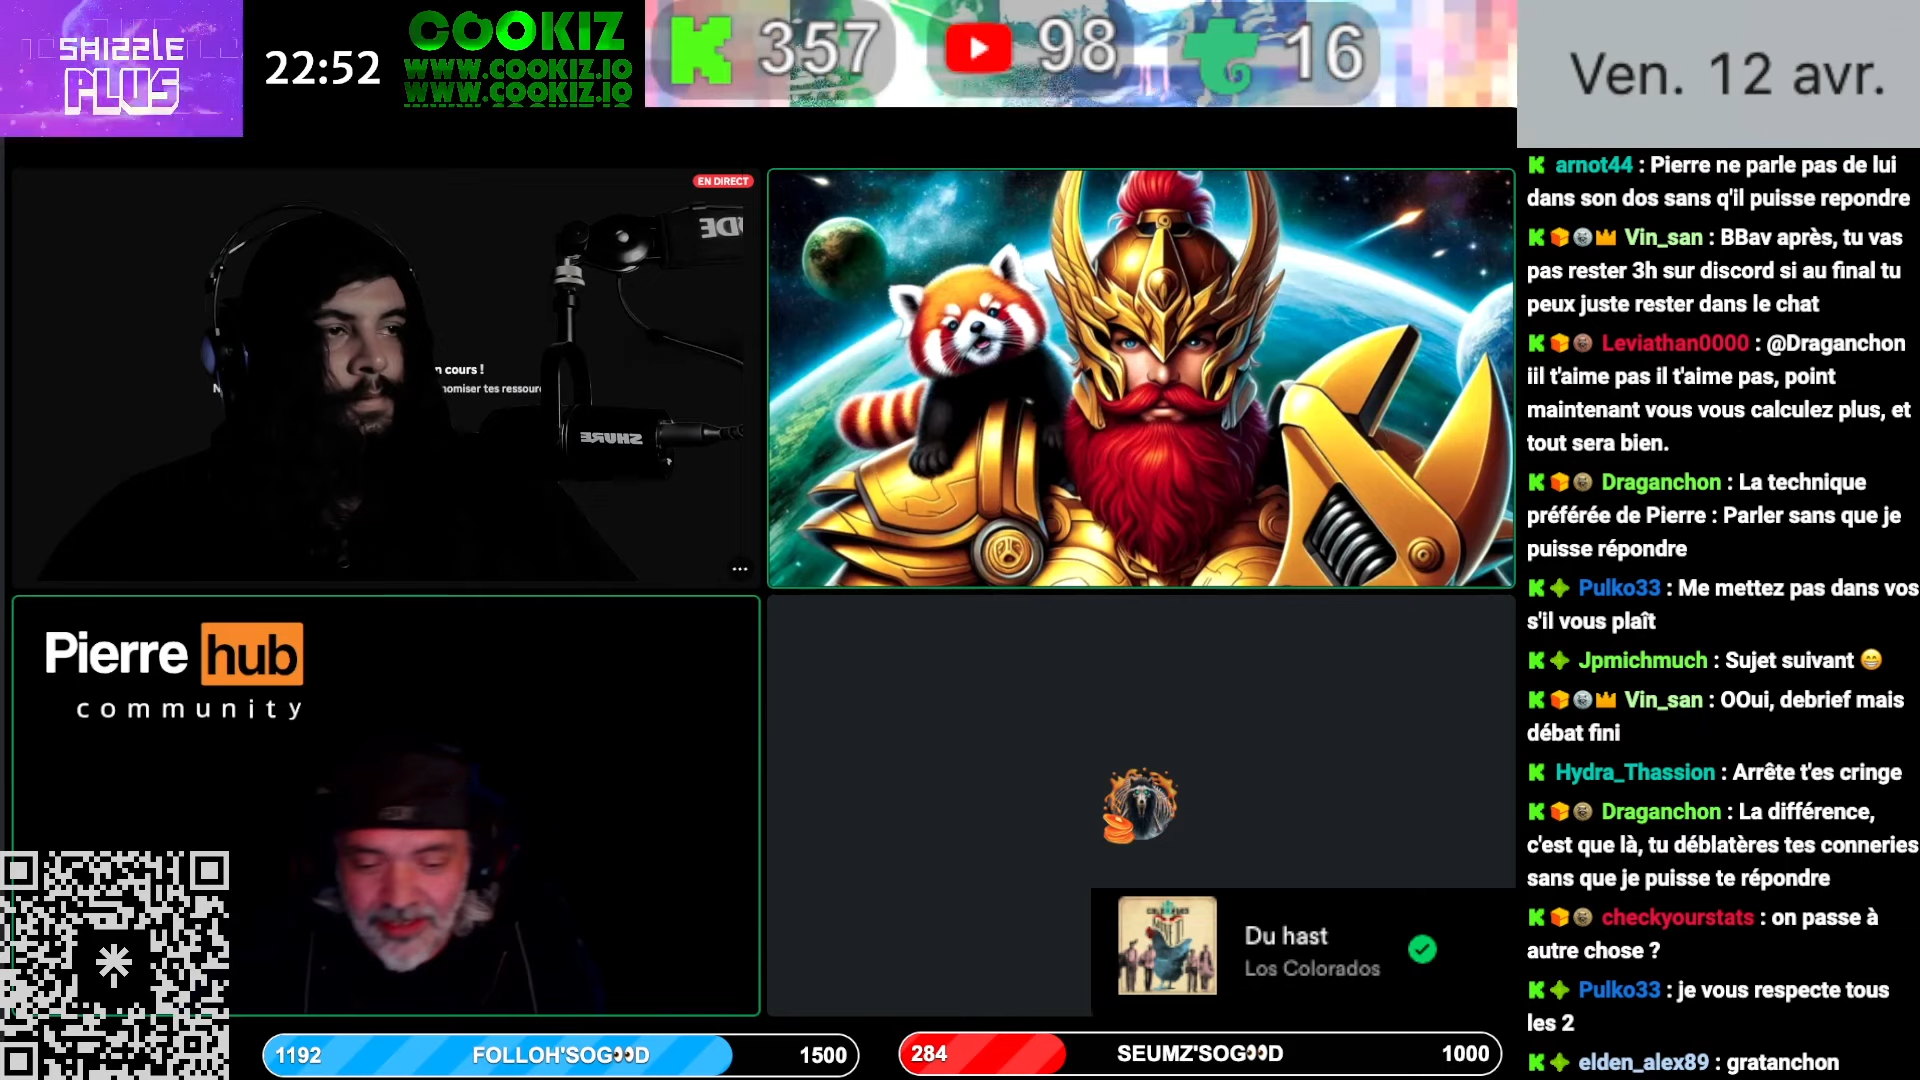 SHIZZLE
PLUS
22:52
COOKIZ
WWW.COOKIZ.IO
WWW.COOKIZ.IO
357
98
16
Ven. 12 avr.
EN DIRECT
n cours !
N
nomiser tes ressour
SHURE
Pierre hub
community
Du hast
Los Colorados
1192 FOLLOH'SOG👀D 1500
284 SEUMZ'SOG👀D 1000
arnot44 : Pierre ne parle pas de lui
dans son dos sans q'il puisse repondre
Vin_san : BBav après, tu vas
pas rester 3h sur discord si au final tu
peux juste rester dans le chat
Leviathan0000 : @Draganchon
iil t'aime pas il t'aime pas, point
maintenant vous vous calculez plus, et
tout sera bien.
Draganchon : La technique
préférée de Pierre : Parler sans que je
puisse répondre
Pulko33 : Me mettez pas dans vos
s'il vous plaît
Jpmichmuch : Sujet suivant 😁
Vin_san : OOui, debrief mais
débat fini
Hydra_Thassion : Arrête t'es cringe
Draganchon : La différence,
c'est que là, tu déblatères tes conneries
sans que je puisse te répondre
checkyourstats : on passe à
autre chose ?
Pulko33 : je vous respecte tous
les 2
elden_alex89 : gratanchon